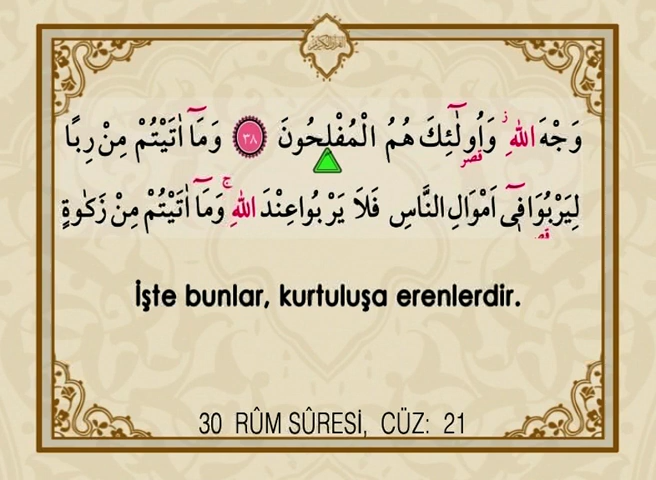 وَجْهَ اللّٰهِۘ وَاُو۬لٰٓئِكَ هُمُ الْمُفْلِحُونَ ﴿٣٨﴾ وَمَٓا اٰتَيْتُمْ مِنْ رِبًا
قصر
لِيَرْبُوَا۬ ف۪ٓي اَمْوَالِ النَّاسِ فَلَا يَرْبُوا عِنْدَ اللّٰهِۚ وَمَٓا اٰتَيْتُمْ مِنْ زَكٰوةٍ
İşte bunlar, kurtuluşa erenlerdir.
30 RÛM SÛRESİ, CÜZ: 21